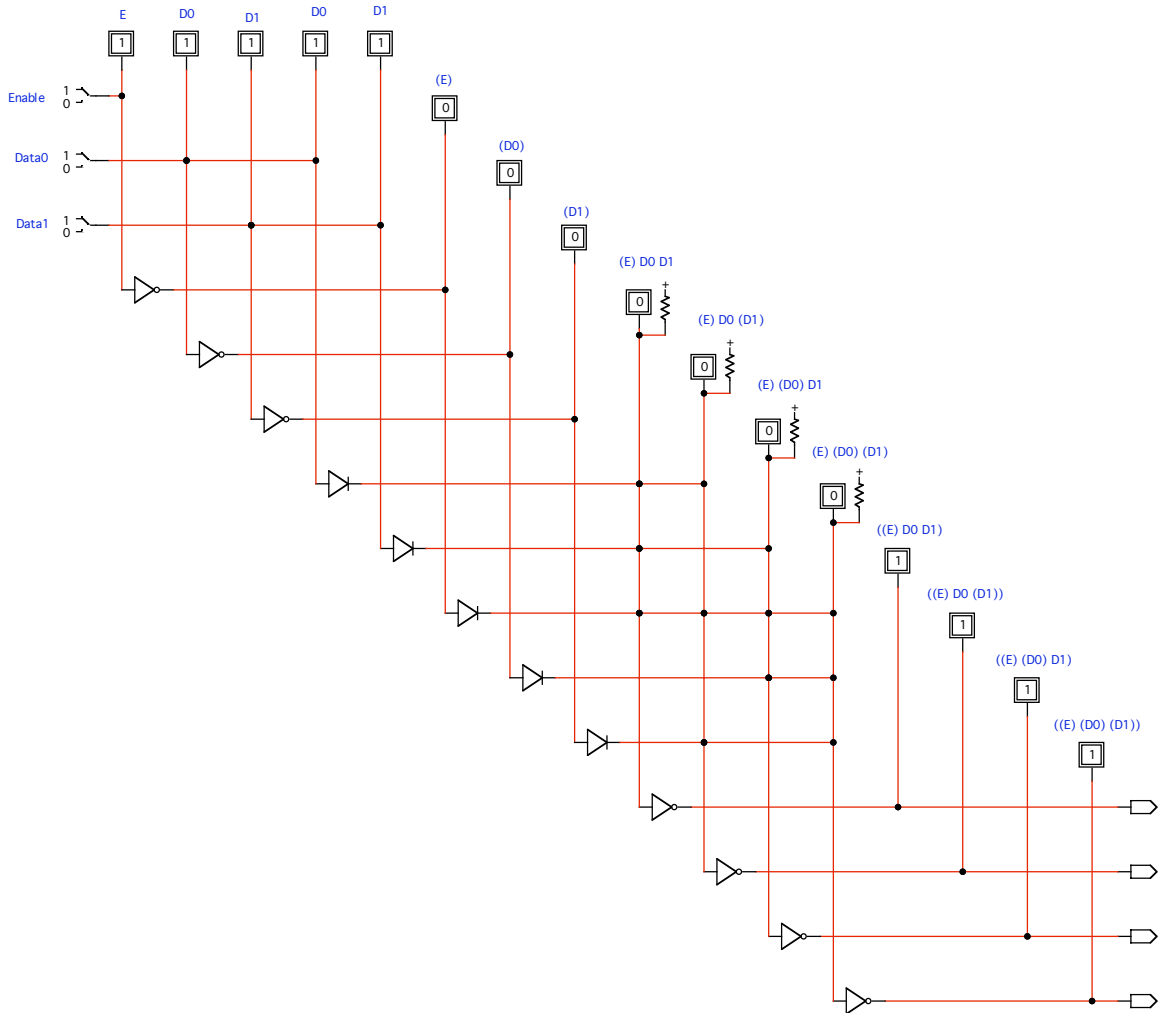 E D0 D1 D0 D1
1 1 1 1 1
(E)
Enable 1
0
0
(D0)
Data0 1
0
0
(D1)
Data1 1
0
0
(E) D0 D1
+
0
(E) D0 (D1)
+
0
(E) (D0) D1
+
0
(E) (D0) (D1)
+
0
((E) D0 D1)
1
((E) D0 (D1))
1
((E) (D0) D1)
1
((E) (D0) (D1))
1